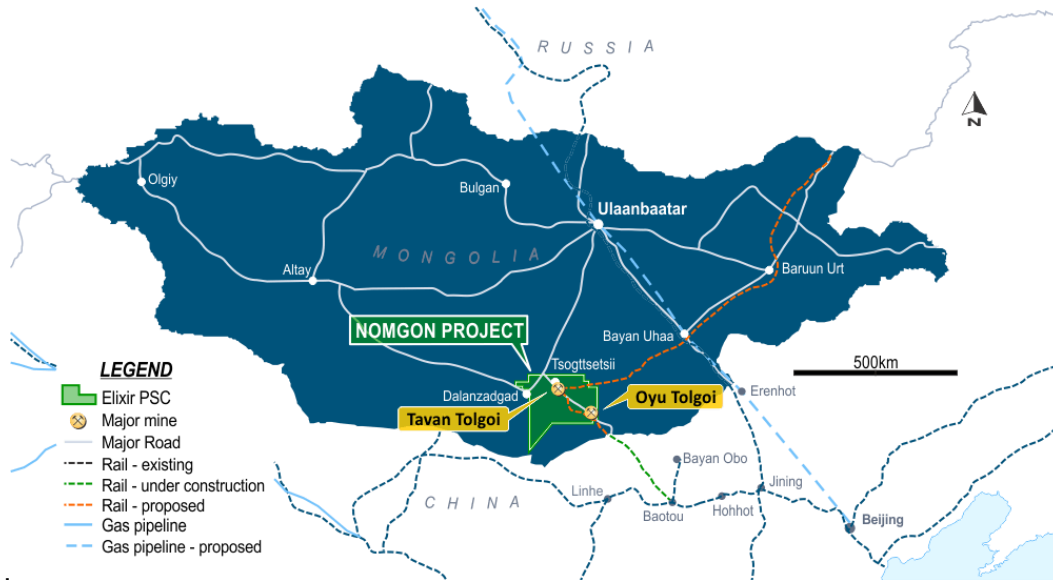 RUSSIA
N
Olgiy
Bulgan
Ulaanbaatar
MONGOLIA
Altay
Baruun Urt
NOMGON PROJECT
Bayan Uhaa
Tsogttsetsii
500km
Dalanzadgad
Erenhot
Tavan Tolgoi
Oyu Tolgoi
LEGEND
Elixir PSC
Major mine
Major Road
Rail - existing
Rail - under construction
Rail - proposed
Gas pipeline
Gas pipeline - proposed
CHINA
Bayan Obo
Linhe
Baotou
Hohhot
Jining
Beijing